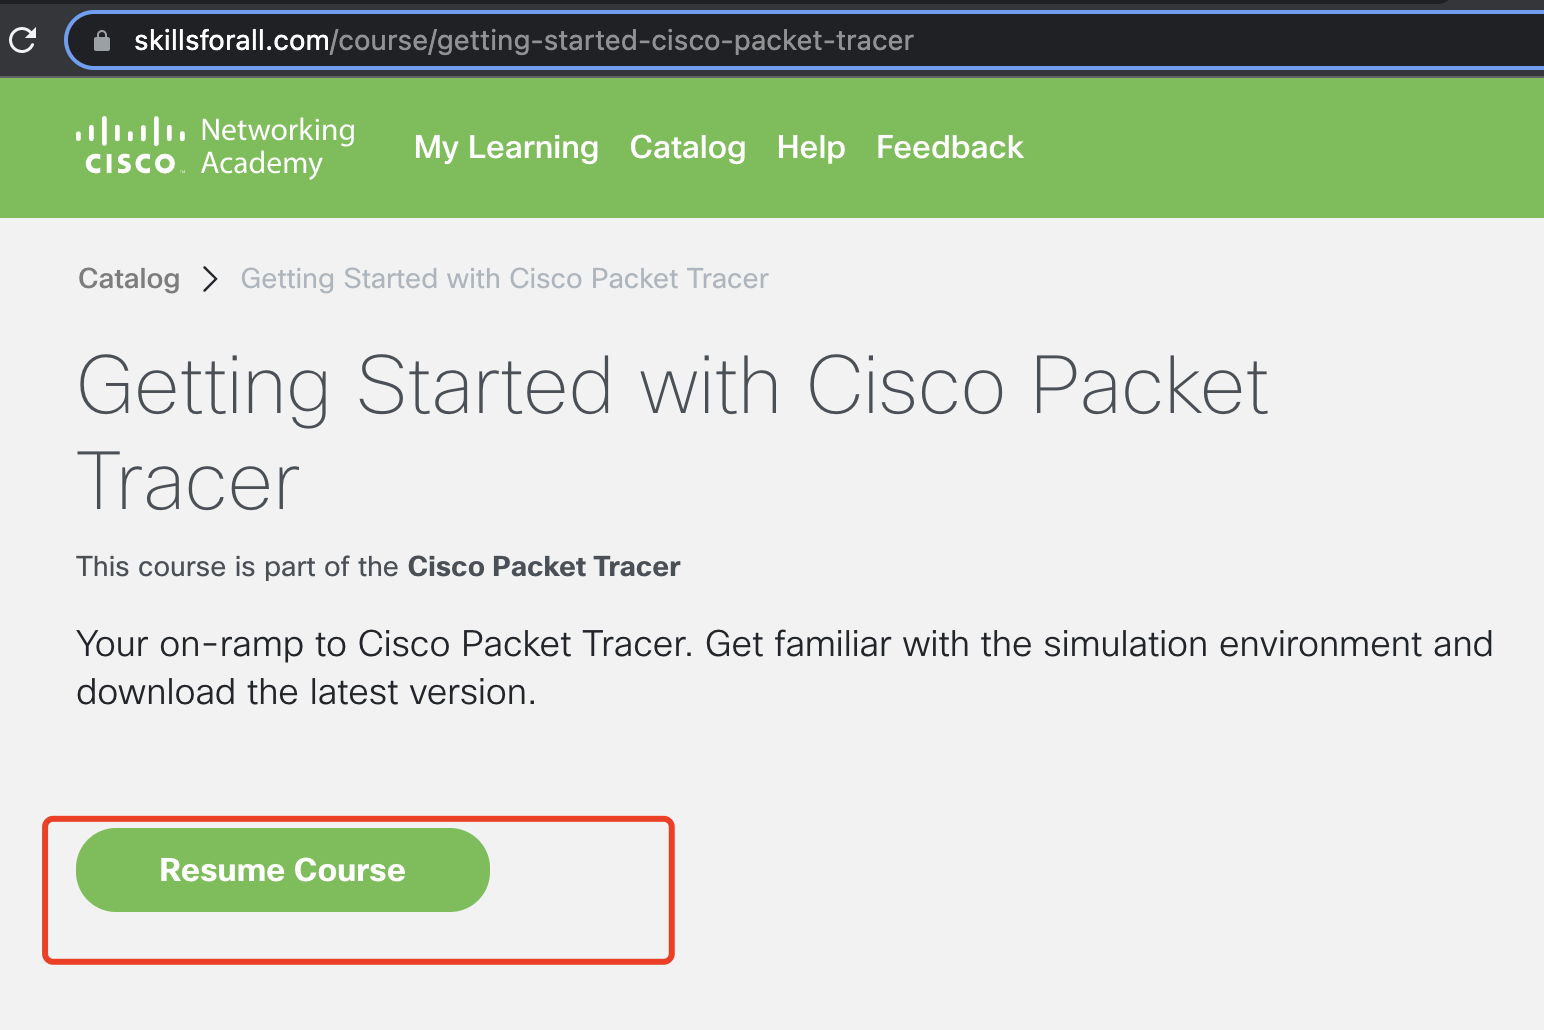 skillsforall.com/course/getting-started-cisco-packet-tracer
CISCO™ Networking Academy
My Learning Catalog Help Feedback
Catalog > Getting Started with Cisco Packet Tracer
Getting Started with Cisco Packet
Tracer
This course is part of the Cisco Packet Tracer
Your on-ramp to Cisco Packet Tracer. Get familiar with the simulation environment and
download the latest version.
Resume Course